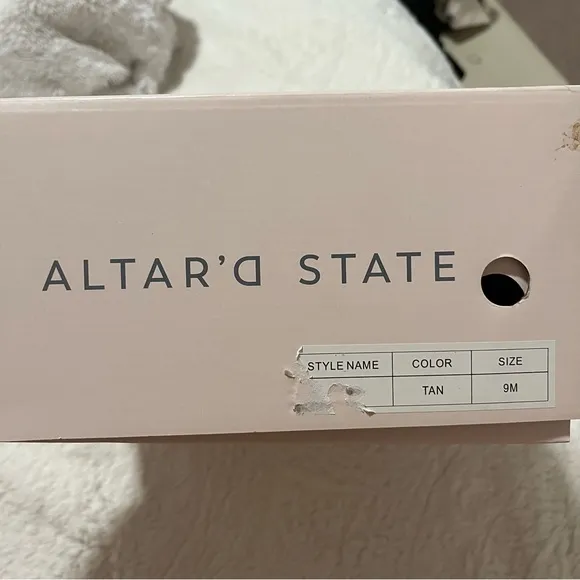 ALTAR'D STATE
STYLE NAME COLOR SIZE
TAN 9M